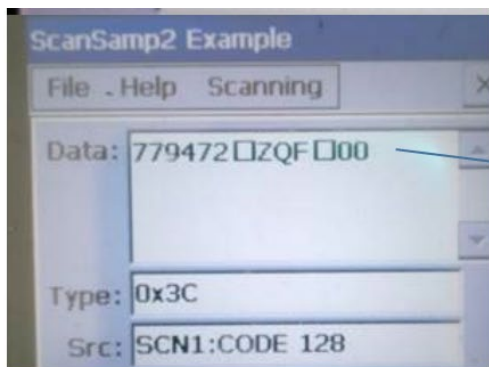 ScanSamp2 Example
File Help Scanning
Data: 779472□ZQF□00
Type: 0x3C
Src: SCN1:CODE 128